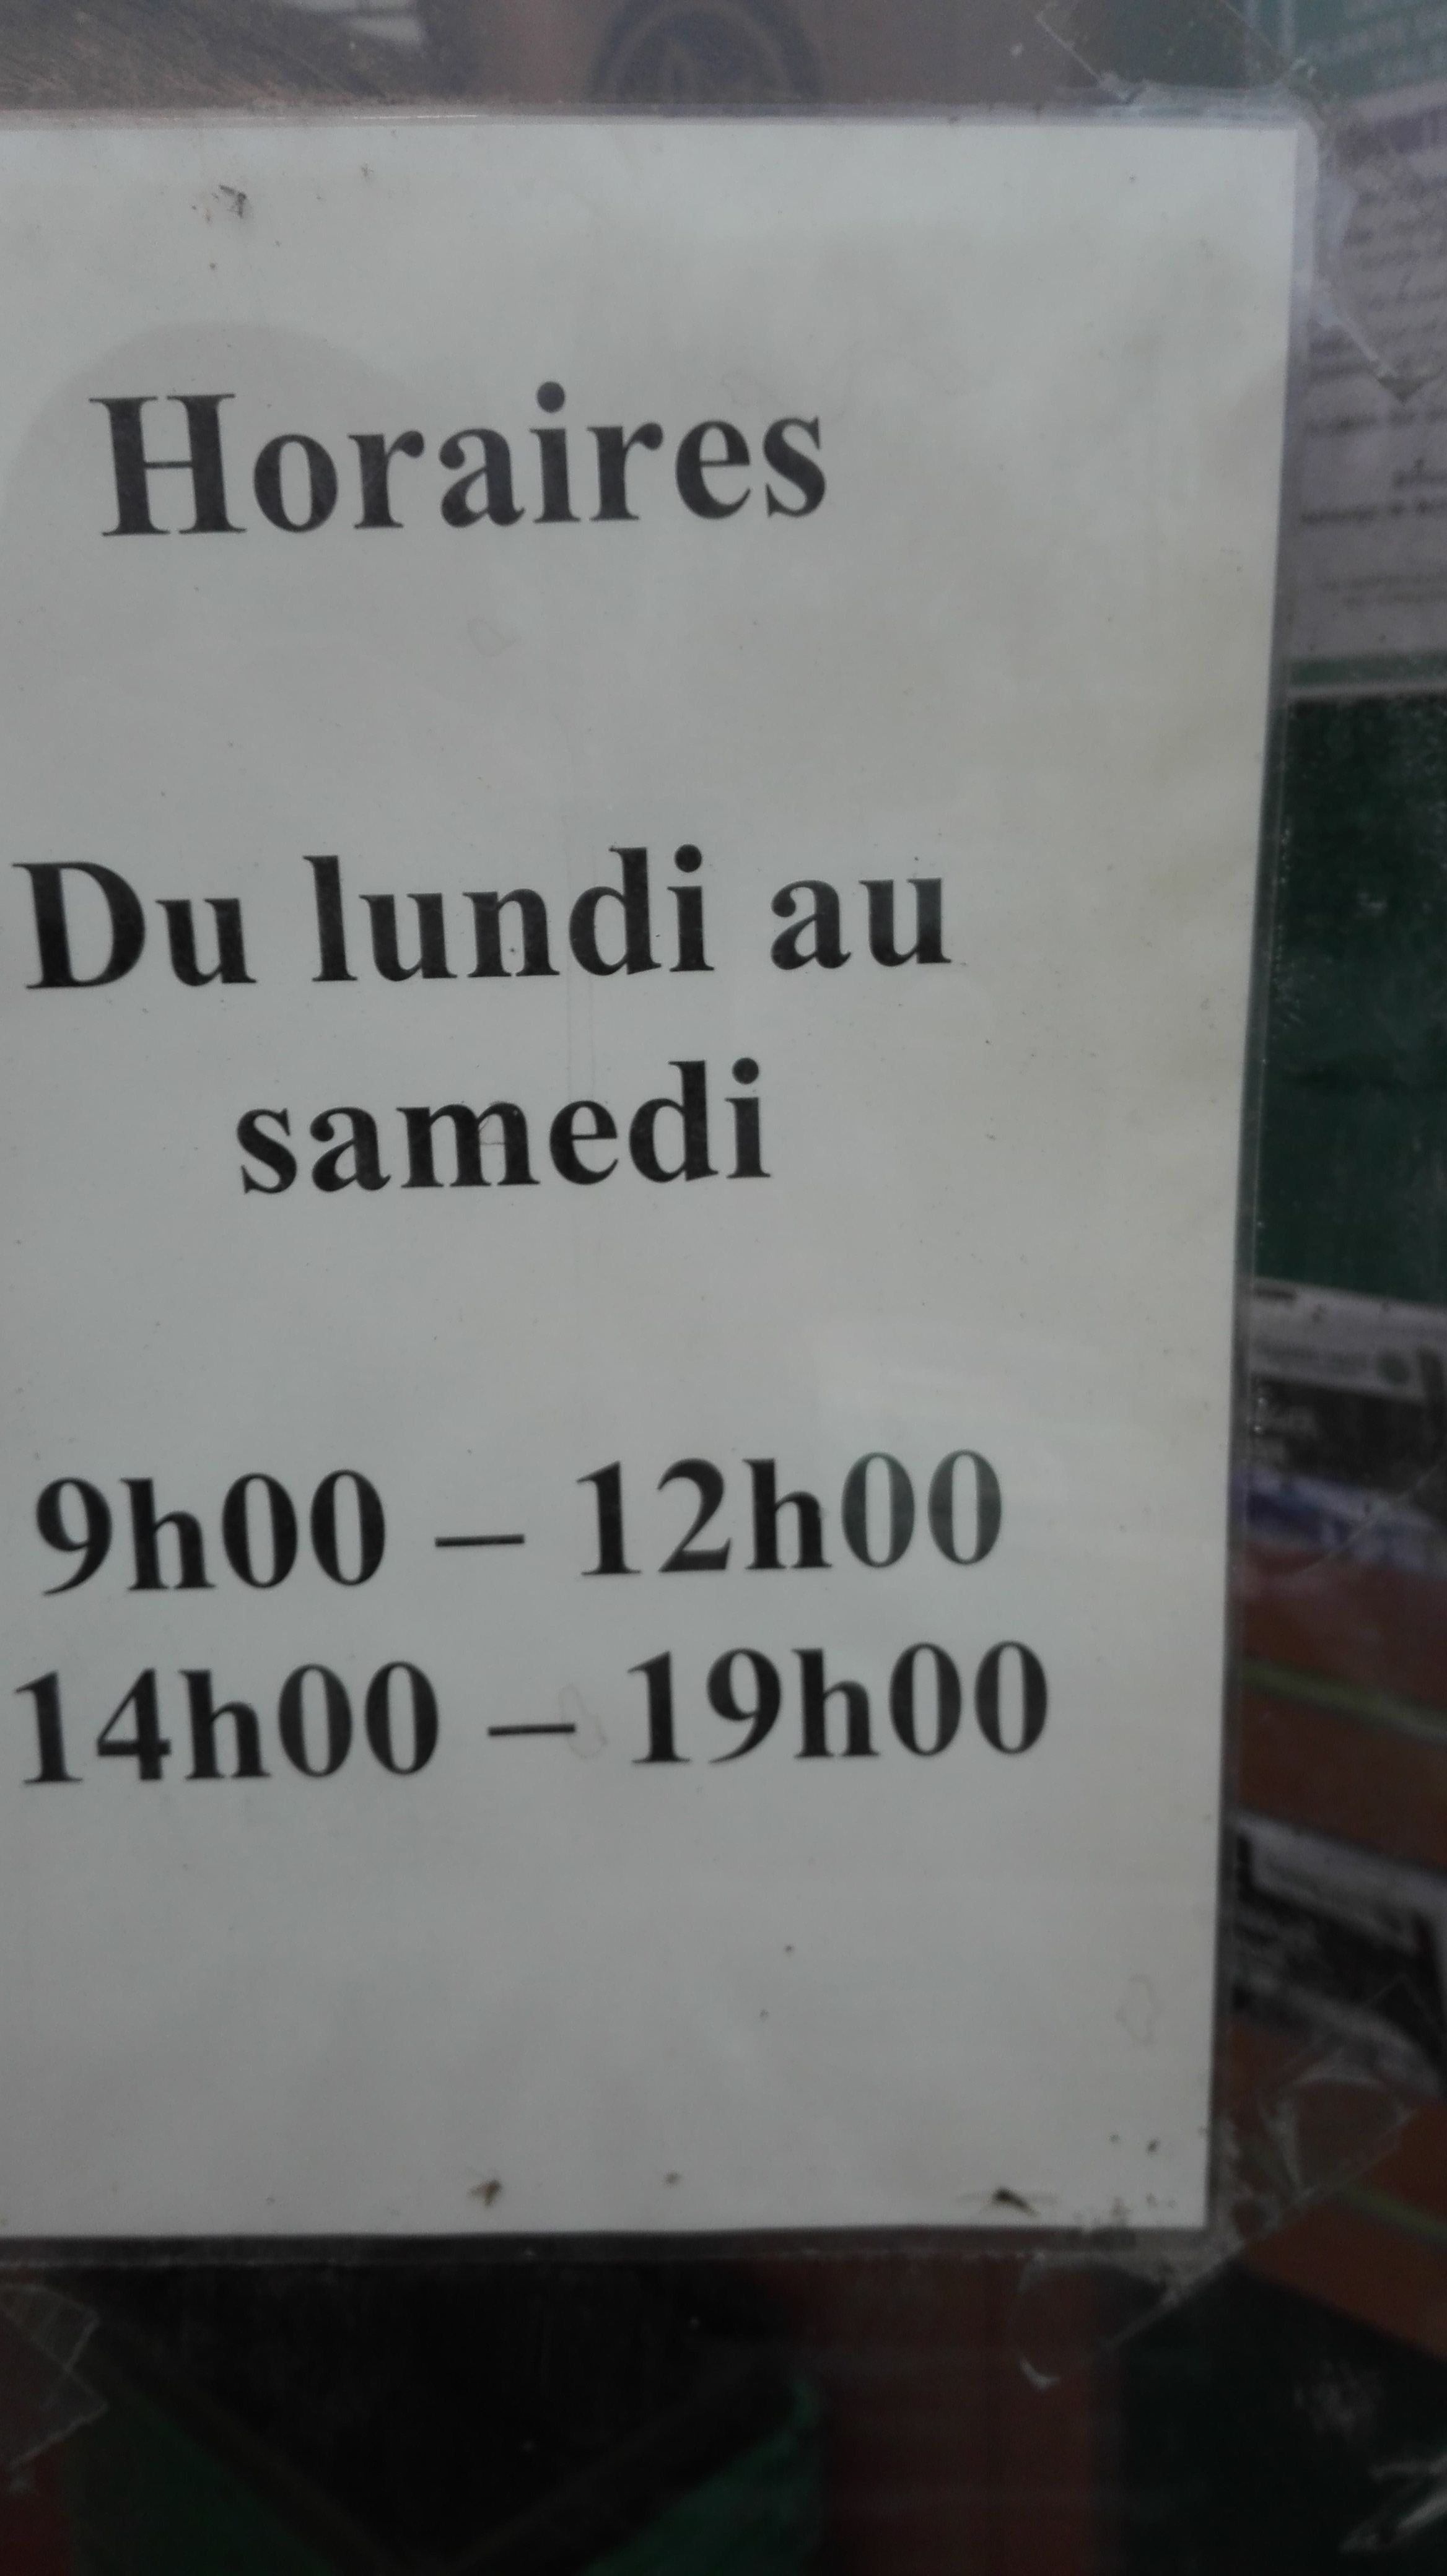 Horaires
Du lundi au
samedi
9h00 – 12h00
14h00 – 19h00